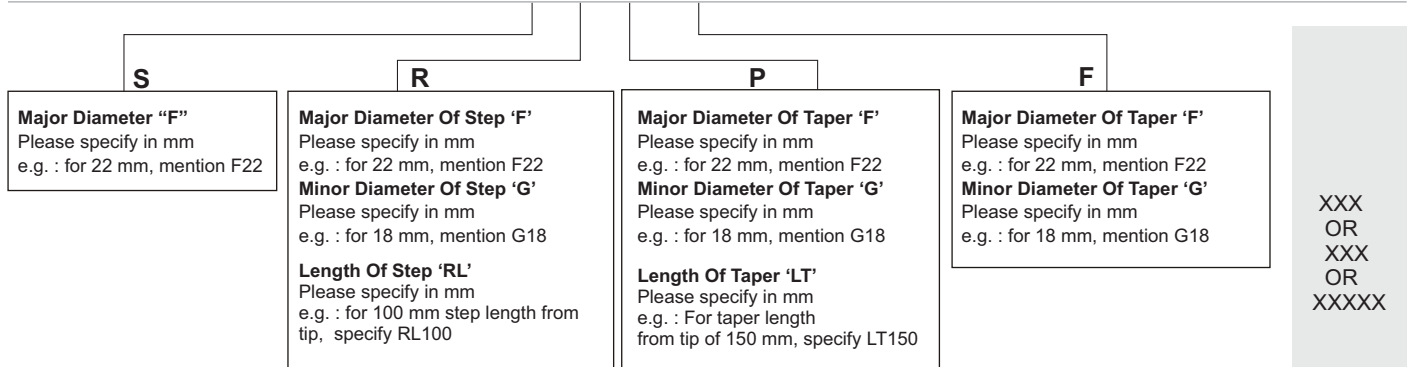 S
Major Diameter “F”
Please specify in mm
e.g. : for 22 mm, mention F22
R
Major Diameter Of Step ‘F’
Please specify in mm
e.g. : for 22 mm, mention F22
Minor Diameter Of Step ‘G’
Please specify in mm
e.g. : for 18 mm, mention G18
Length Of Step ‘RL’
Please specify in mm
e.g. : for 100 mm step length from
tip, specify RL100
P
Major Diameter Of Taper ‘F’
Please specify in mm
e.g. : for 22 mm, mention F22
Minor Diameter Of Taper ‘G’
Please specify in mm
e.g. : for 18 mm, mention G18
Length Of Taper ‘LT’
Please specify in mm
e.g. : For taper length
from tip of 150 mm, specify LT150
F
Major Diameter Of Taper ‘F’
Please specify in mm
e.g. : for 22 mm, mention F22
Minor Diameter Of Taper ‘G’
Please specify in mm
e.g. : for 18 mm, mention G18
XXX
OR
XXX
OR
XXXXX